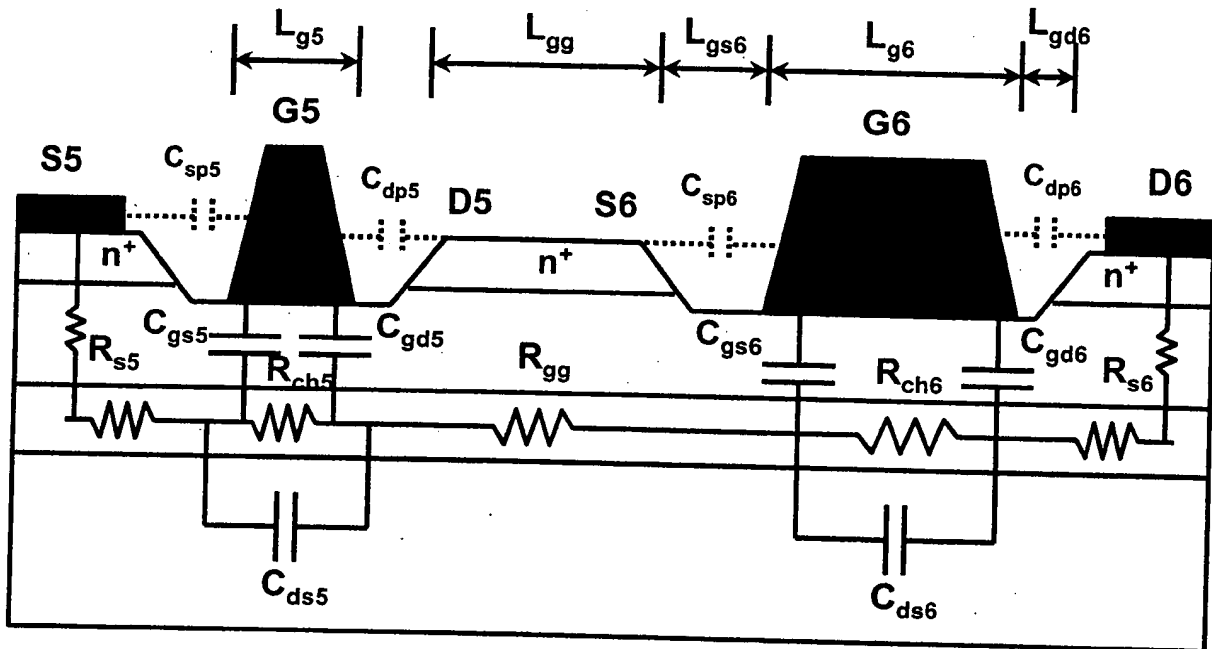 Lg5 Lgg Lgs6 Lg6 Lgd6
G5 G6
S5 Csp5 Cdp5 D5 S6 Csp6 Cdp6 D6
n+ n+ n+
Cgs5 Cgd5 Cgs6 Cgd6
Rs5 Rch5 Rgg Rch6 Rs6
Cds5 Cds6